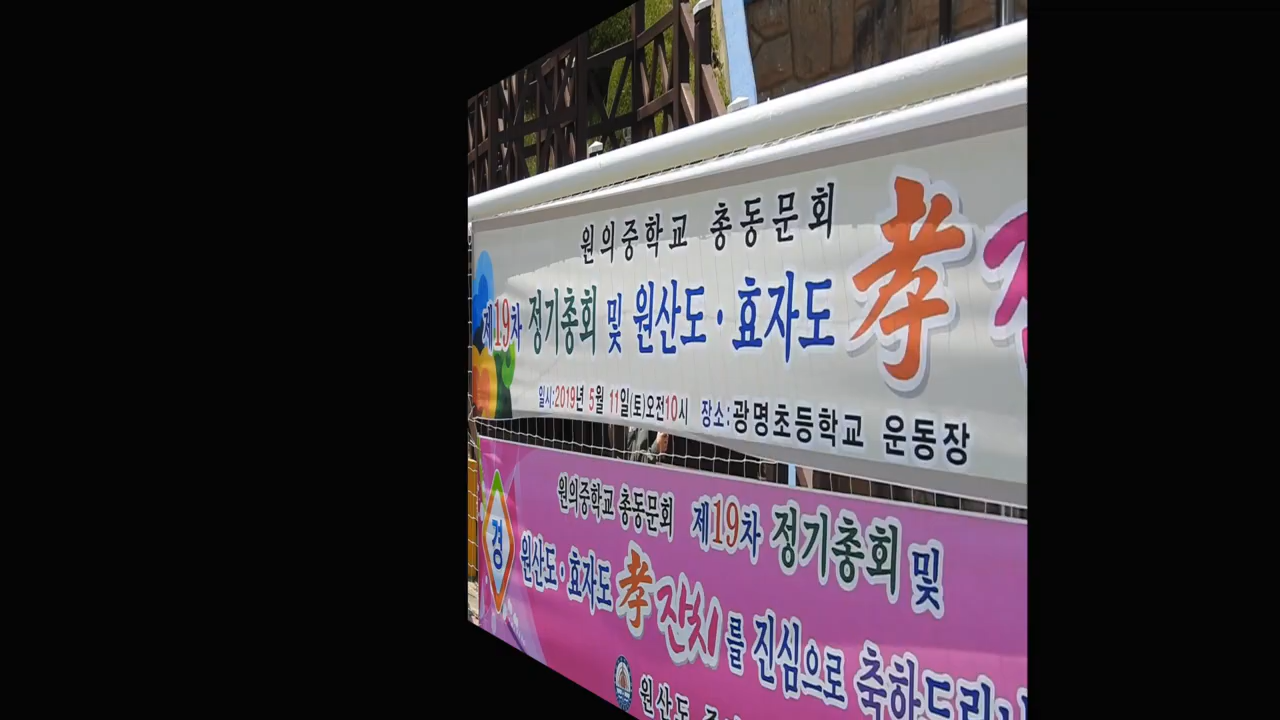 원의중학교 총동문회
제19차 정기총회 및 원산도·효자도 孝
일시:2019년 5월 11일(토)오전10시 장소:광명초등학교 운동장
원의중학교 총동문회 제19차 정기총회 및
경 원산도·효자도 孝잔치를 진심으로 축하드리
원산도